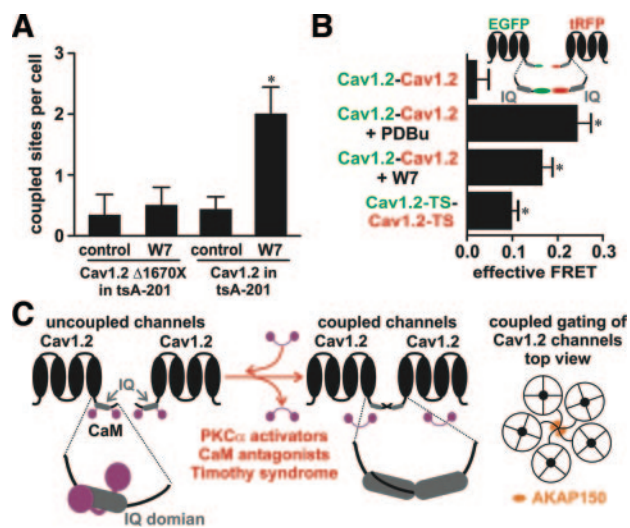 A
coupled sites per cell
3
2
1
0
*
control W7 control W7
Cav1.2 Δ1670X in tsA-201
Cav1.2 in tsA-201
B
EGFP tRFP
IQ IQ
Cav1.2-Cav1.2
Cav1.2-Cav1.2
+ PDBu
*
Cav1.2-Cav1.2
+ W7
*
Cav1.2-TS-
Cav1.2-TS
*
0.0 0.1 0.2 0.3
effective FRET
C
uncoupled channels
Cav1.2 Cav1.2
IQ
CaM
IQ domian
PKCα activators
CaM antagonists
Timothy syndrome
coupled channels
Cav1.2 Cav1.2
coupled gating of
Cav1.2 channels
top view
AKAP150